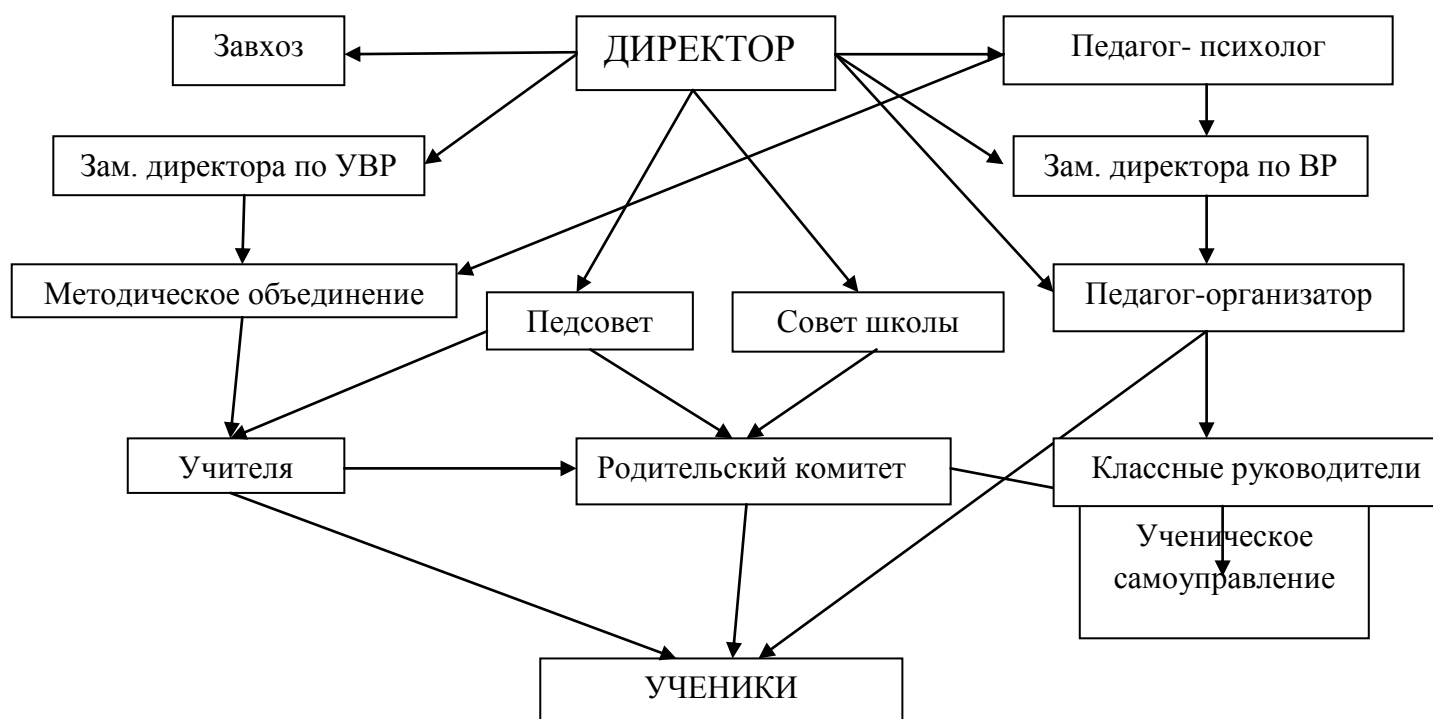 Завхоз
ДИРЕКТОР
Педагог- психолог
Зам. директора по УВР
Зам. директора по ВР
Методическое объединение
Педсовет
Совет школы
Педагог-организатор
Учителя
Родительский комитет
Классные руководители
Ученическое
самоуправление
УЧЕНИКИ